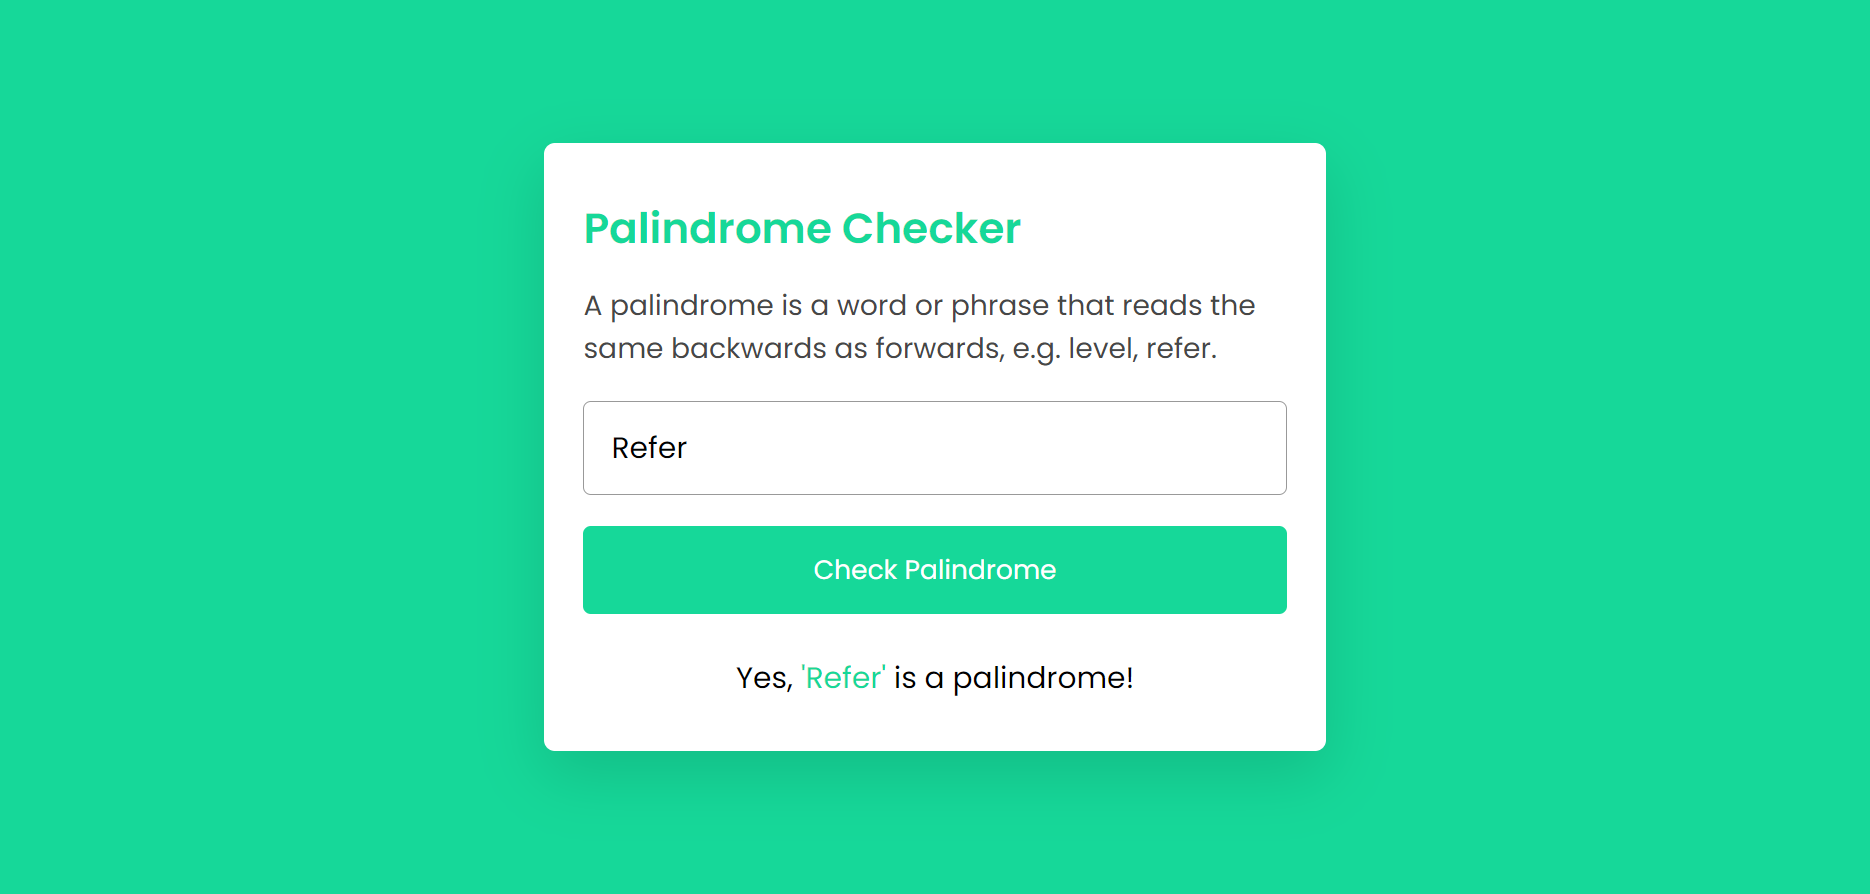 Palindrome Checker
A palindrome is a word or phrase that reads the
same backwards as forwards, e.g. level, refer.
Refer
Check Palindrome
Yes, 'Refer' is a palindrome!